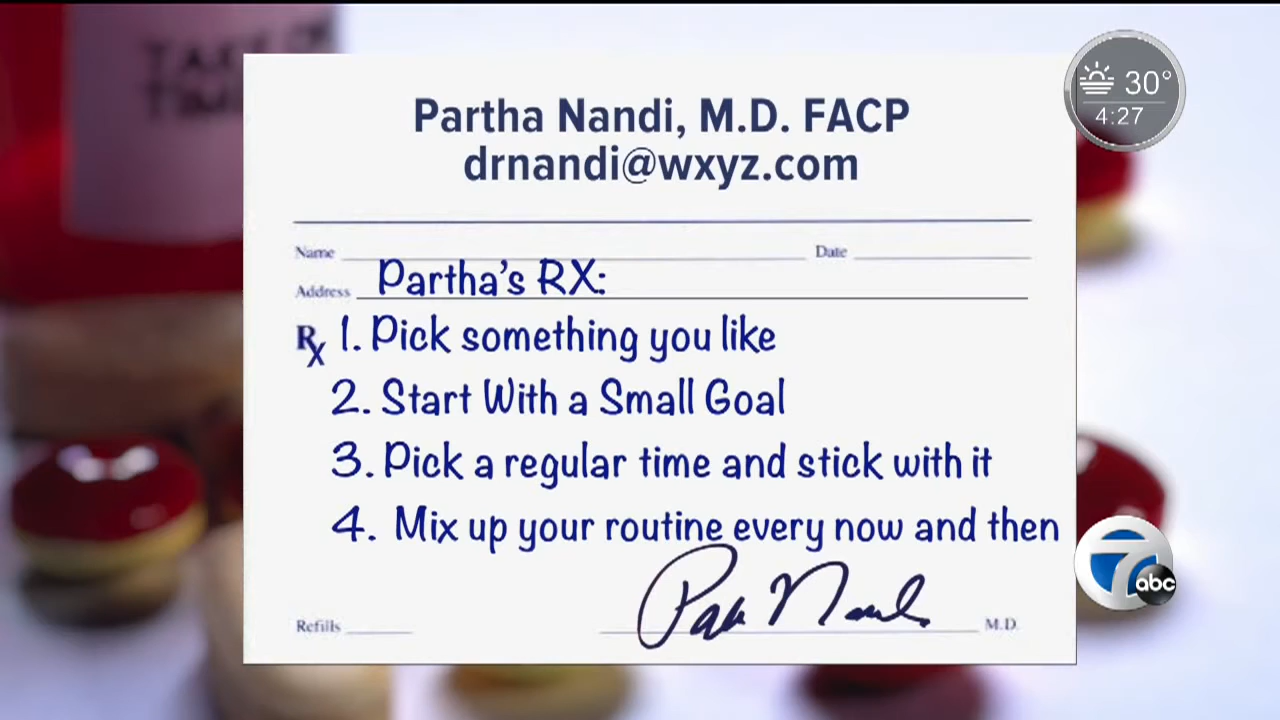 30°
4:27
Partha Nandi, M.D. FACP
drnandi@wxyz.com
Name Date
Address Partha's RX:
Rx 1. Pick something you like
2. Start With a Small Goal
3. Pick a regular time and stick with it
4. Mix up your routine every now and then
Refills M.D.
7 abc